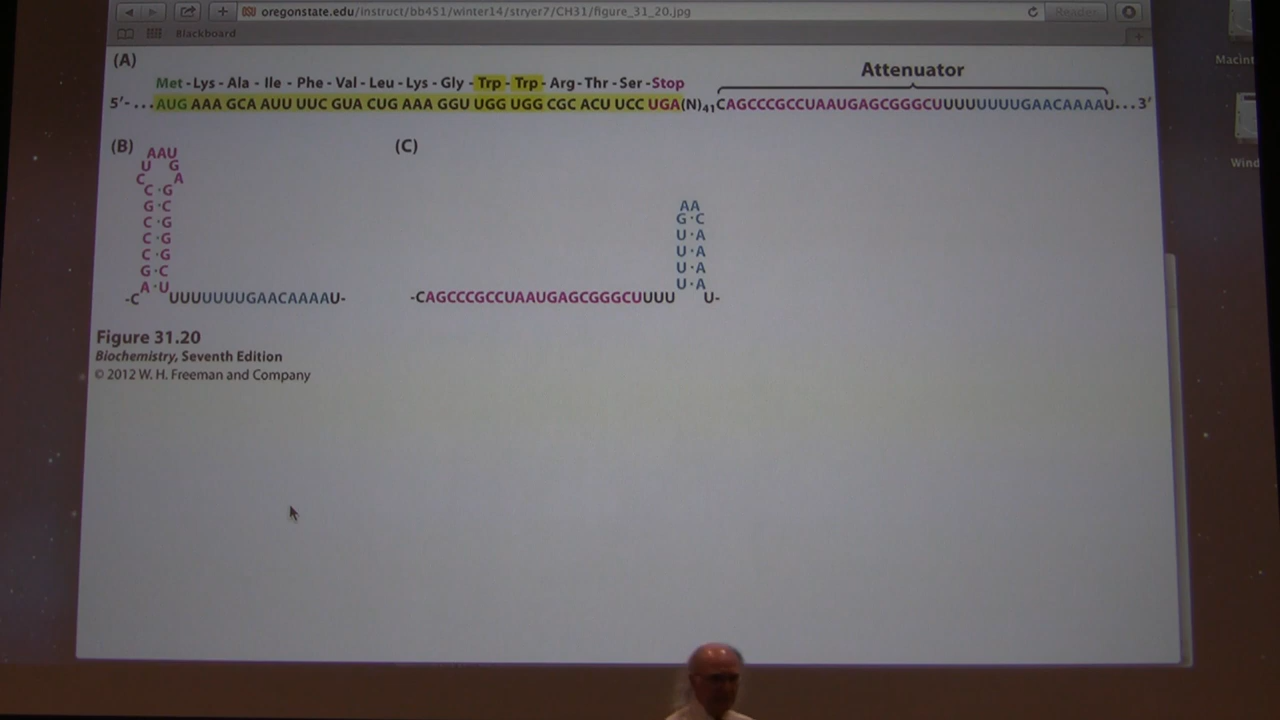 oregonstate.edu/instruct/bb451/winter14/stryer7/CH31/figure_31_20.jpg
Reader
Blackboard
(A)
Attenuator
Met - Lys - Ala - Ile - Phe - Val - Leu - Lys - Gly - Trp - Trp - Arg - Thr - Ser - Stop
5′- ... AUG AAA GCA AUU UUC GUA CUG AAA GGU UGG UGG CGC ACU UCC UGA(N)41CAGCCCGCCUAAUGAGCGGGCUUUUUUUUGAACAAAAU...3′
(B)
(C)
AAU
U G
C A
C·G
G·C
C·G
C·G
C·G
G·C
A·U
-C UUUUUUUGAACAAAAU-
AA
G·C
U·A
U·A
U·A
U·A
-CAGCCCGCCUAAUGAGCGGGCUUUU U-
Figure 31.20
Biochemistry, Seventh Edition
© 2012 W. H. Freeman and Company
Macint
Wind